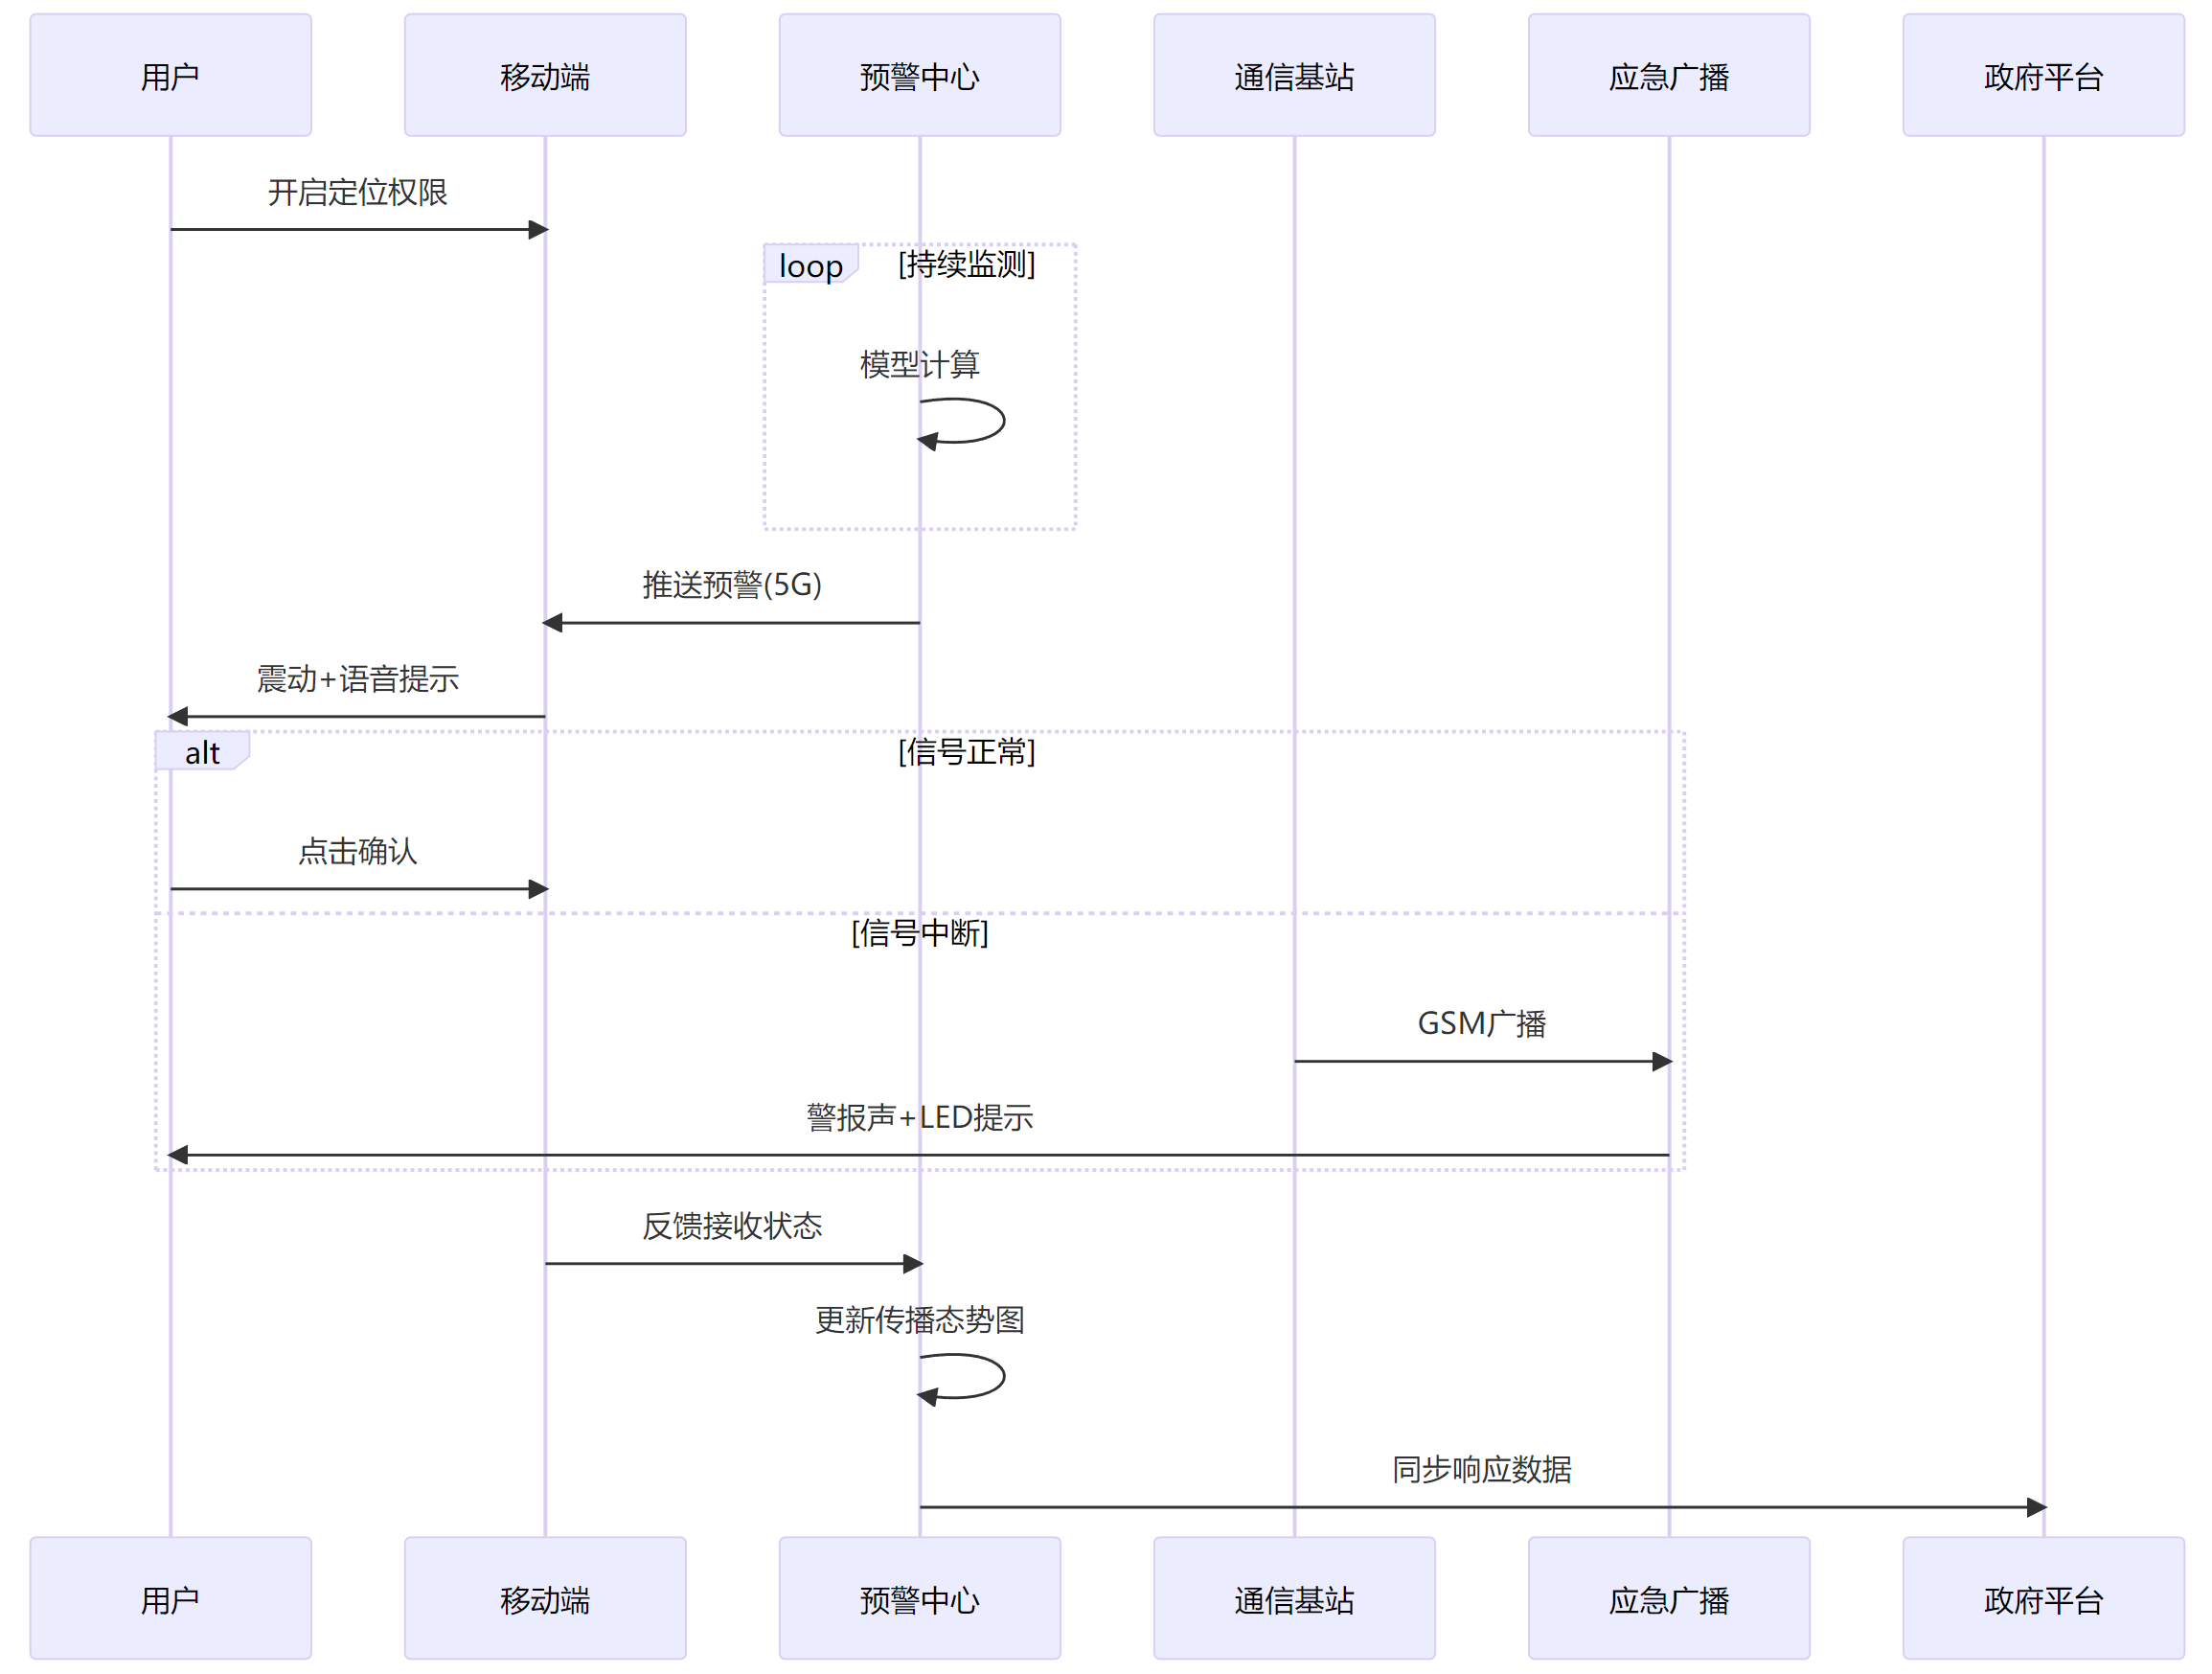 用户
移动端
预警中心
通信基站
应急广播
政府平台
开启定位权限
loop
[持续监测]
模型计算
推送预警(5G)
震动+语音提示
alt
[信号正常]
点击确认
[信号中断]
GSM广播
警报声+LED提示
反馈接收状态
更新传播态势图
同步响应数据
用户
移动端
预警中心
通信基站
应急广播
政府平台